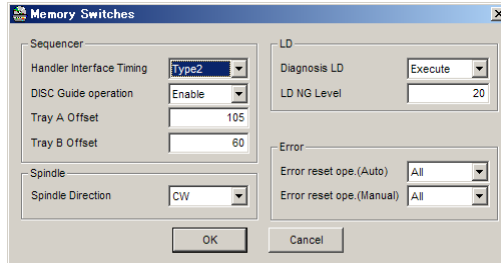 Memory Switches
Sequencer
Handler Interface Timing Type2
DISC Guide operation Enable
Tray A Offset 105
Tray B Offset 60
Spindle
Spindle Direction CW
LD
Diagnosis LD Execute
LD NG Level 20
Error
Error reset ope.(Auto) All
Error reset ope.(Manual) All
OK Cancel